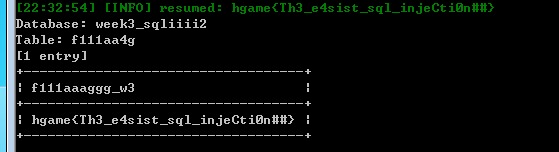 [22:32:54] [INFO] resumed: hgame{Th3_e4sist_sql_injeCti0n##}
Database: week3_sqliiii2
Table: f111aa4g
[1 entry]
+-----------------------------------+
| f111aaaggg_w3                     |
+-----------------------------------+
| hgame{Th3_e4sist_sql_injeCti0n##} |
+-----------------------------------+